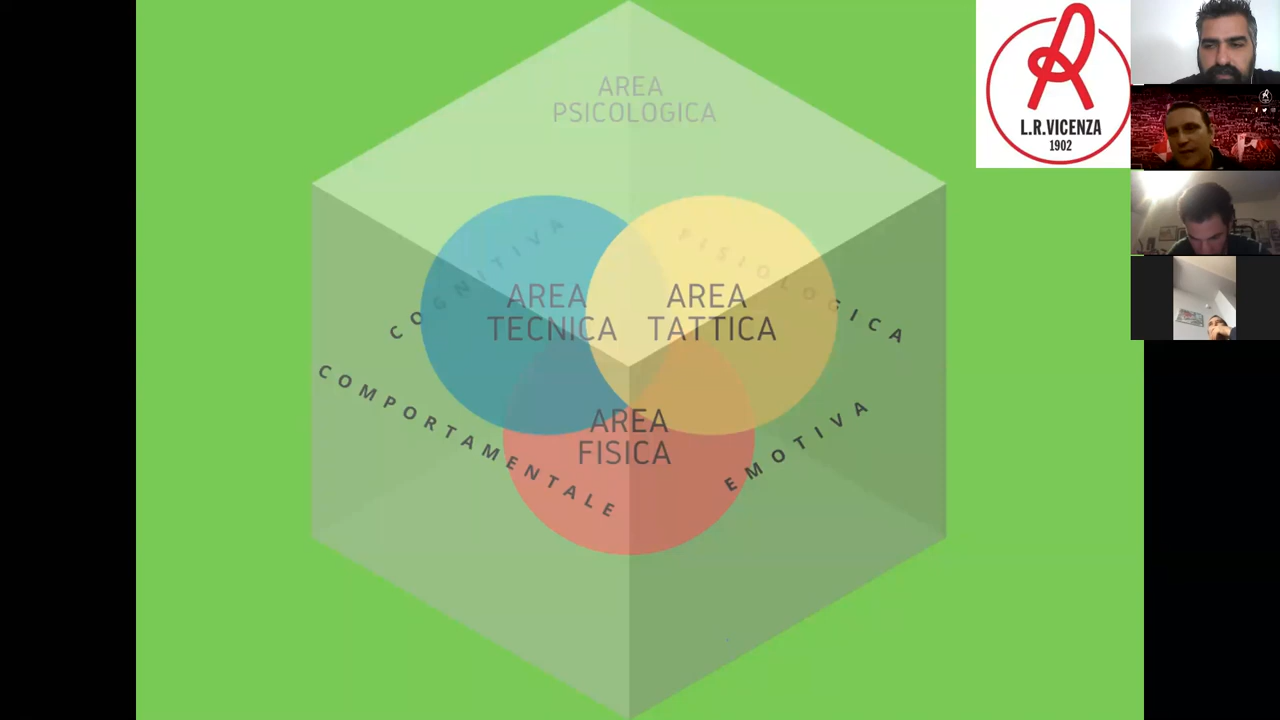 AREA
PSICOLOGICA
L.R.VICENZA
1902
COGNITIVA
FISIOLOGICA
AREA
TECNICA
AREA
TATTICA
COMPORTAMENTALE
EMOTIVA
AREA
FISICA